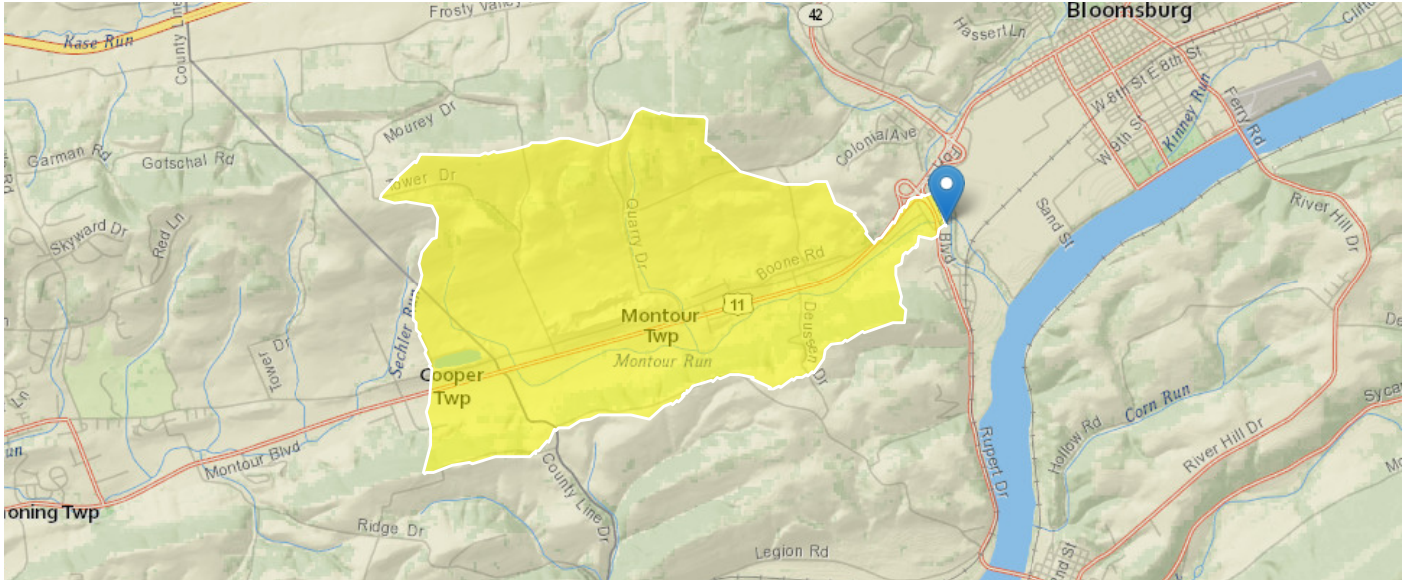 Frosty Valley
42
Bloomsburg
Kase Run
County Line
Hassert Ln
W 8th St E 8th St
Kinney Run
Ferry Rd
W 9th St
Mourey Dr
Colonial Ave
Garman Rd
Gotschal Rd
Tower Dr
Quarry Dr
Sand St
River Hill Dr
Skyward Dr
Red Ln
Boone Rd
Blvd
11
Montour
Twp
Deussen Dr
Sechler Run
Tower Dr
Montour Run
Cooper
Twp
Corn Run
Hollow Rd
Rupert Dr
River Hill Dr
Montour Blvd
County Line Dr
oning Twp
Ridge Dr
Legion Rd